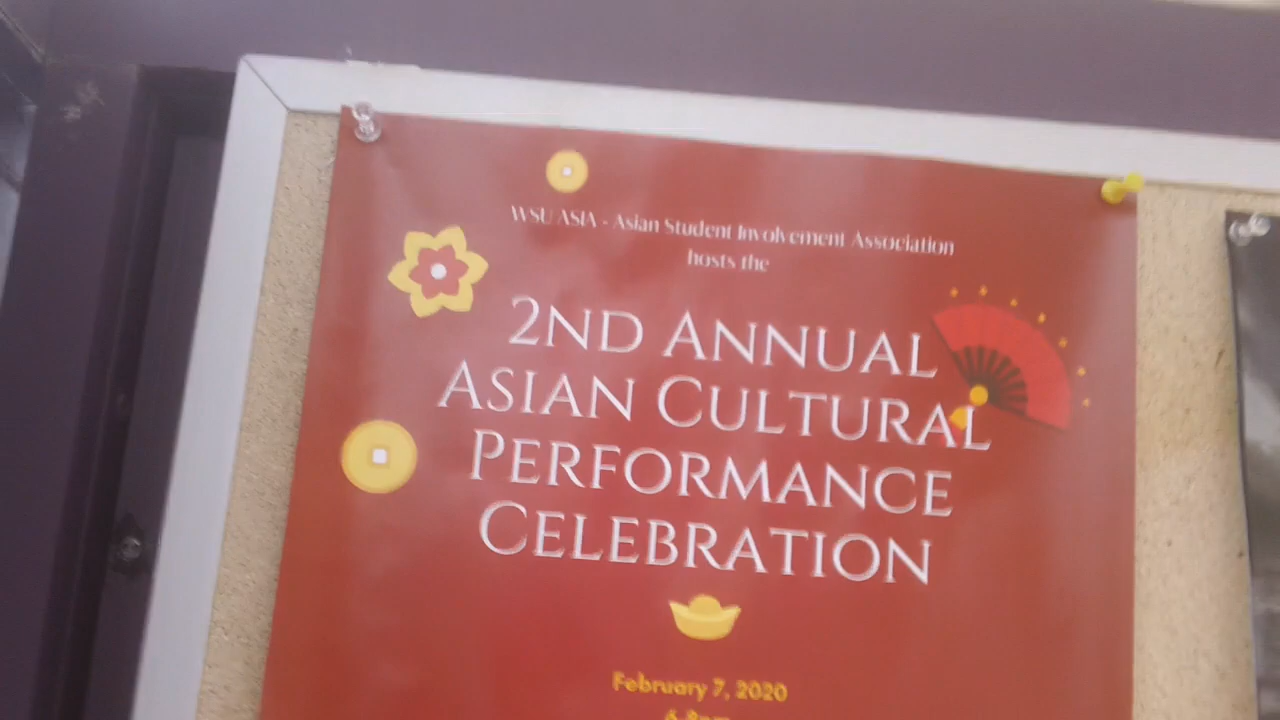 WSU ASIA - Asian Student Involvement Association
hosts the
2ND ANNUAL
ASIAN CULTURAL
PERFORMANCE
CELEBRATION
February 7, 2020